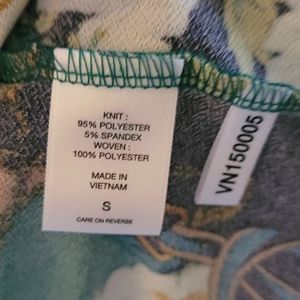 KNIT :
95% POLYESTER
5% SPANDEX
WOVEN :
100% POLYESTER
MADE IN
VIETNAM
S
CARE ON REVERSE
VN150005